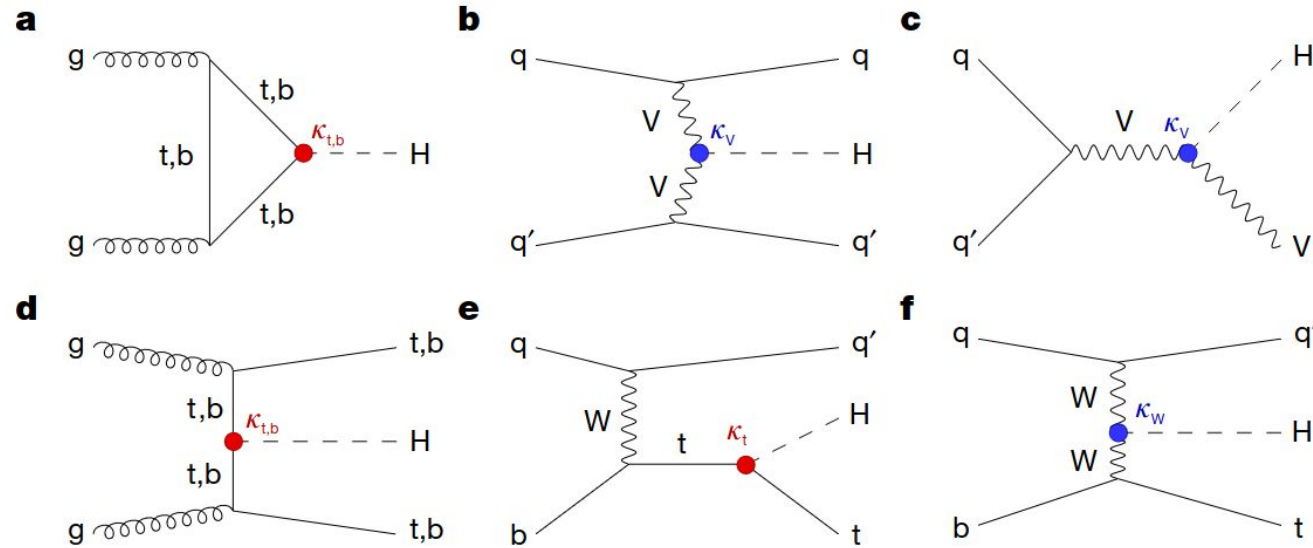 a
g
t,b
t,b
κt,b
H
t,b
g
b
q
q
V
κV
H
V
q′
q′
c
q
H
V
κV
q′
V
d
g
t,b
t,b
κt,b
H
t,b
g
t,b
e
q
q′
H
W
t
κt
b
t
f
q
q
W
κW
H
W
b
t